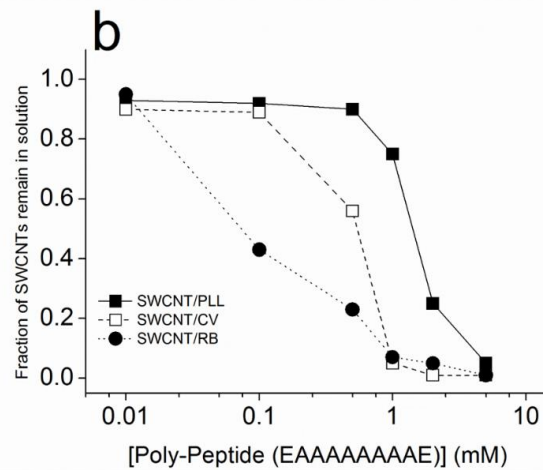 b
Fraction of SWCNTs remain in solution
1.0
0.8
0.6
0.4
0.2
0.0
SWCNT/PLL
SWCNT/CV
SWCNT/RB
0.01
0.1
1
10
[Poly-Peptide (EAAAAAAAAE)] (mM)